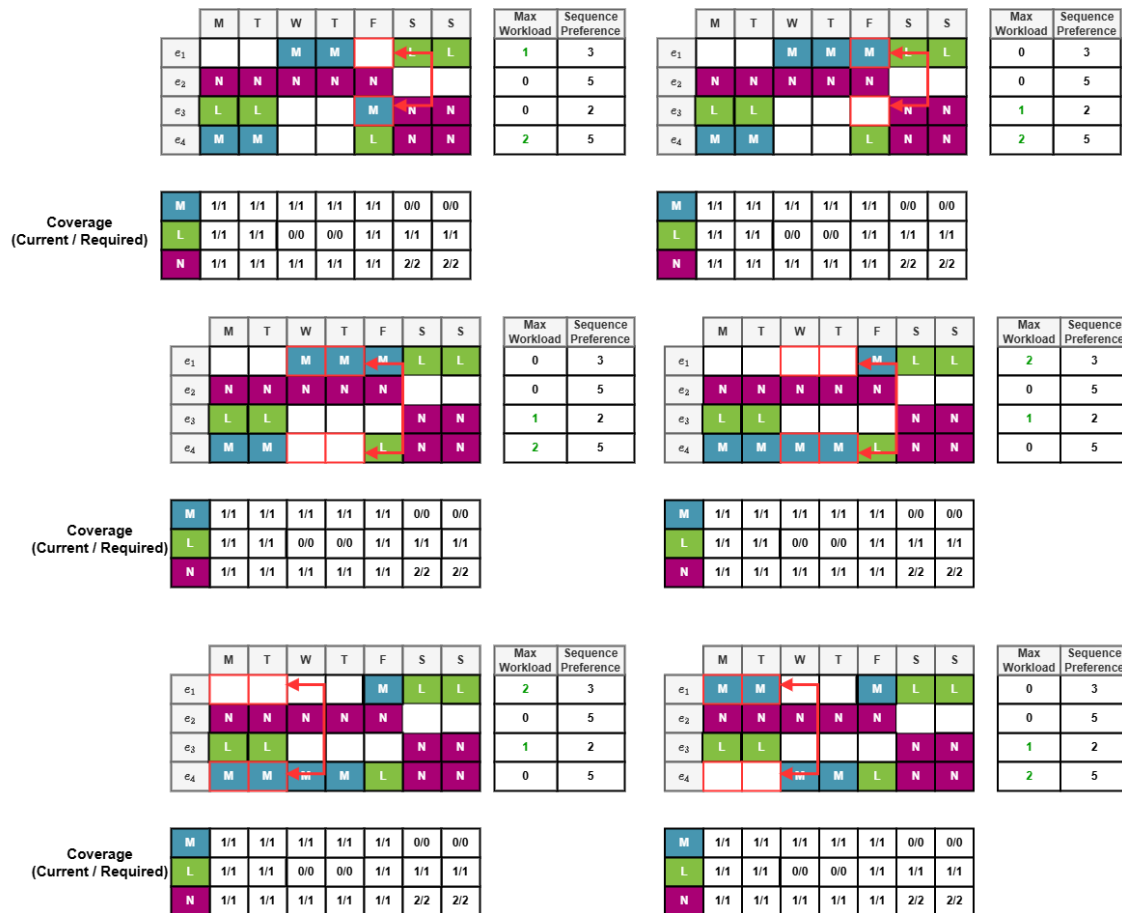 M T W T F S S Max Workload Sequence Preference M T W T F S S Max Workload Sequence Preference
e₁ M M L L 1 3 e₁ M M M L L 0 3
e₂ N N N N N 0 5 e₂ N N N N N 0 5
e₃ L L M N N 0 2 e₃ L L N N 1 2
e₄ M M L N N 2 5 e₄ M M L N N 2 5
Coverage
(Current / Required)
M 1/1 1/1 1/1 1/1 1/1 0/0 0/0 M 1/1 1/1 1/1 1/1 1/1 0/0 0/0
L 1/1 1/1 0/0 0/0 1/1 1/1 1/1 L 1/1 1/1 0/0 0/0 1/1 1/1 1/1
N 1/1 1/1 1/1 1/1 1/1 2/2 2/2 N 1/1 1/1 1/1 1/1 1/1 2/2 2/2
M T W T F S S Max Workload Sequence Preference M T W T F S S Max Workload Sequence Preference
e₁ M M M L L 0 3 e₁ M L L 2 3
e₂ N N N N N 0 5 e₂ N N N N N 0 5
e₃ L L N N 1 2 e₃ L L N N 1 2
e₄ M M L N N 2 5 e₄ M M M M L N N 0 5
Coverage
(Current / Required)
M 1/1 1/1 1/1 1/1 1/1 0/0 0/0 M 1/1 1/1 1/1 1/1 1/1 0/0 0/0
L 1/1 1/1 0/0 0/0 1/1 1/1 1/1 L 1/1 1/1 0/0 0/0 1/1 1/1 1/1
N 1/1 1/1 1/1 1/1 1/1 2/2 2/2 N 1/1 1/1 1/1 1/1 1/1 2/2 2/2
M T W T F S S Max Workload Sequence Preference M T W T F S S Max Workload Sequence Preference
e₁ M L L 2 3 e₁ M M M L L 0 3
e₂ N N N N N 0 5 e₂ N N N N N 0 5
e₃ L L N N 1 2 e₃ L L N N 1 2
e₄ M M M M L N N 0 5 e₄ M M L N N 2 5
Coverage
(Current / Required)
M 1/1 1/1 1/1 1/1 1/1 0/0 0/0 M 1/1 1/1 1/1 1/1 1/1 0/0 0/0
L 1/1 1/1 0/0 0/0 1/1 1/1 1/1 L 1/1 1/1 0/0 0/0 1/1 1/1 1/1
N 1/1 1/1 1/1 1/1 1/1 2/2 2/2 N 1/1 1/1 1/1 1/1 1/1 2/2 2/2